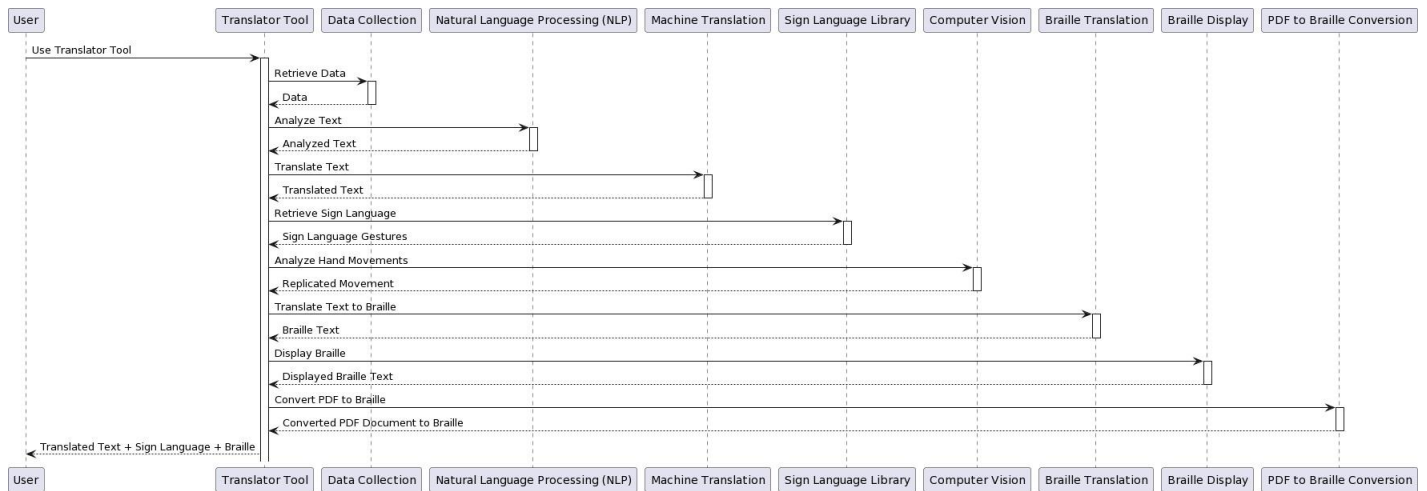 User Translator Tool Data Collection Natural Language Processing (NLP) Machine Translation Sign Language Library Computer Vision Braille Translation Braille Display PDF to Braille Conversion
Use Translator Tool
Retrieve Data
Data
Analyze Text
Analyzed Text
Translate Text
Translated Text
Retrieve Sign Language
Sign Language Gestures
Analyze Hand Movements
Replicated Movement
Translate Text to Braille
Braille Text
Display Braille
Displayed Braille Text
Convert PDF to Braille
Converted PDF Document to Braille
Translated Text + Sign Language + Braille
User Translator Tool Data Collection Natural Language Processing (NLP) Machine Translation Sign Language Library Computer Vision Braille Translation Braille Display PDF to Braille Conversion